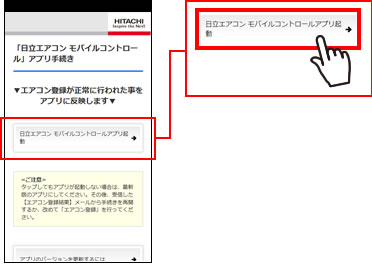 HITACHI
Inspire the Next
「日立エアコン モバイルコントロー
ル」アプリ手続き
▼エアコン登録が正常に行われた事を
アプリに反映します▼
日立エアコン モバイルコントロールアプリ起
動
<ご注意>
タップしてもアプリが起動しない場合は、最新
版のアプリにしてください。その後、受信した
【エアコン登録結果】メールから手続きを再開
するか、改めて「エアコン登録」を行ってくだ
さい。
アプリのバージョンを更新するには
日立エアコン モバイルコントロールアプリ起
動